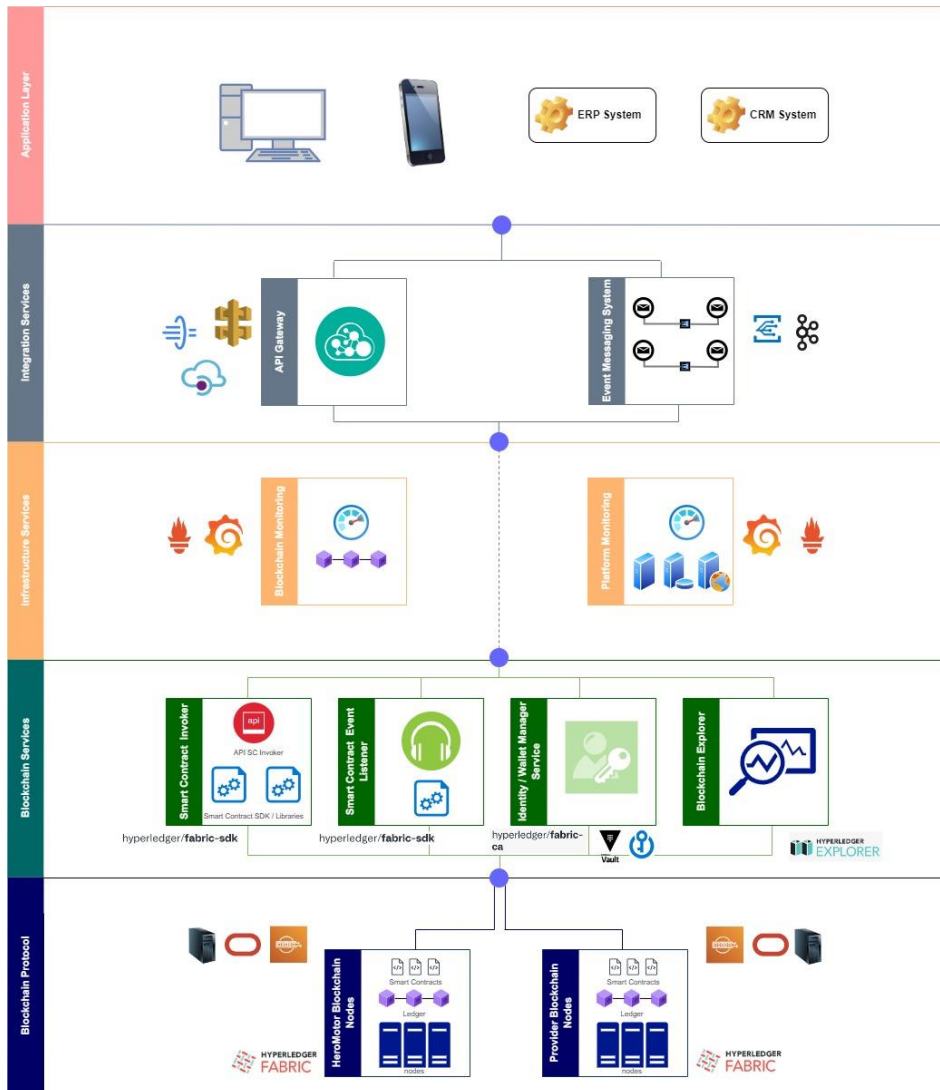 Application Layer
ERP System
CRM System
Integration Services
API Gateway
Event Messaging System
Infrastructure Services
Blockchain Monitoring
Platform Monitoring
Blockchain Services
Smart Contract Invoker
api
API SC Invoker
Smart Contract SDK / Libraries
hyperledger/fabric-sdk
Smart Contract Event
Listener
hyperledger/fabric-sdk
Identity / Wallet Manager
Service
hyperledger/fabric-
ca
Vault
Blockchain Explorer
HYPERLEDGER
EXPLORER
Blockchain Protocol
HeroMotor Blockchain
Nodes
Smart Contracts
Ledger
nodes
HYPERLEDGER
FABRIC
Provider Blockchain
Nodes
Smart Contracts
Ledger
nodes
HYPERLEDGER
FABRIC